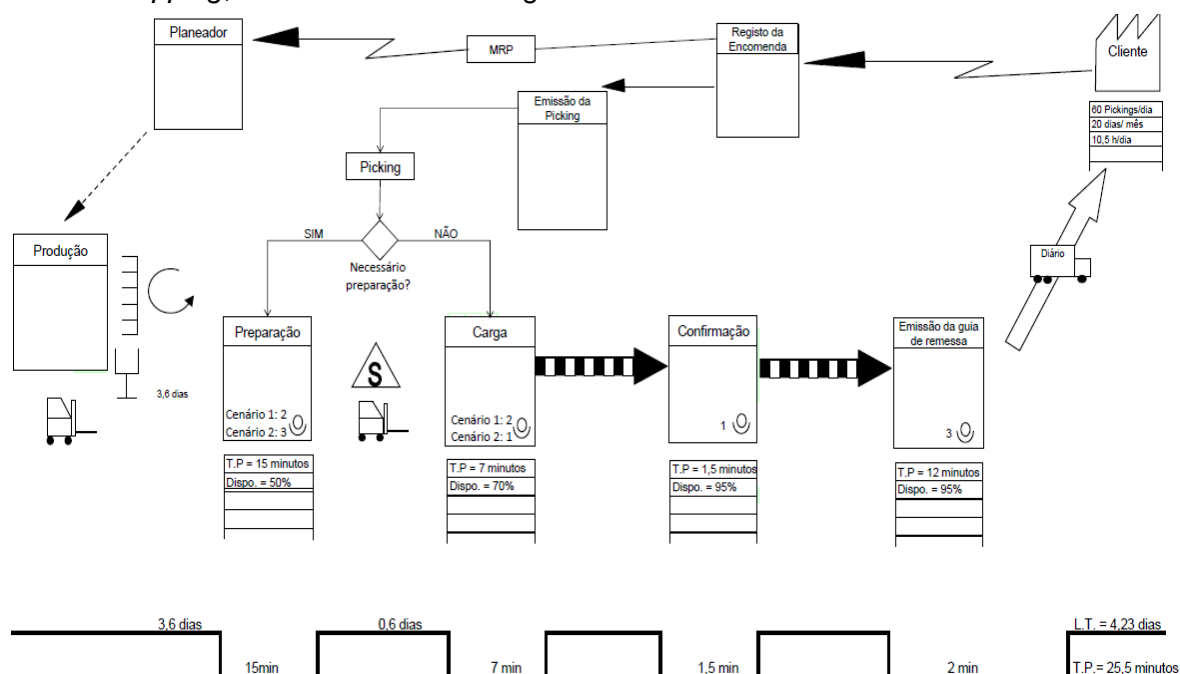 Planeador
MRP
Registo da
Encomenda
Cliente
60 Pickings/dia
20 dias/ mês
10,5 h/dia
Emissão da
Picking
Picking
SIM
NÃO
Necessário
preparação?
Diário
Produção
3,6 dias
Preparação
Cenário 1: 2
Cenário 2: 3
T.P = 15 minutos
Dispo. = 50%
S
Carga
Cenário 1: 2
Cenário 2: 1
T.P = 7 minutos
Dispo. = 70%
Confirmação
1
T.P = 1,5 minutos
Dispo. = 95%
Emissão da guia
de remessa
3
T.P = 12 minutos
Dispo. = 95%
3,6 dias
0,6 dias
L.T. = 4,23 dias
15min
7 min
1,5 min
2 min
T.P.= 25,5 minutos